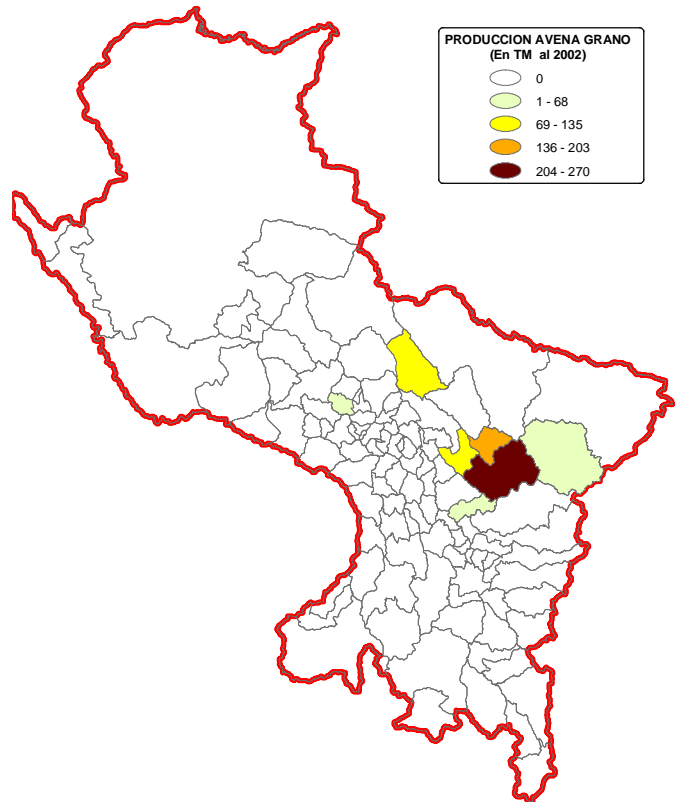 PRODUCCION AVENA GRANO
(En TM al 2002)
0
1 - 68
69 - 135
136 - 203
204 - 270